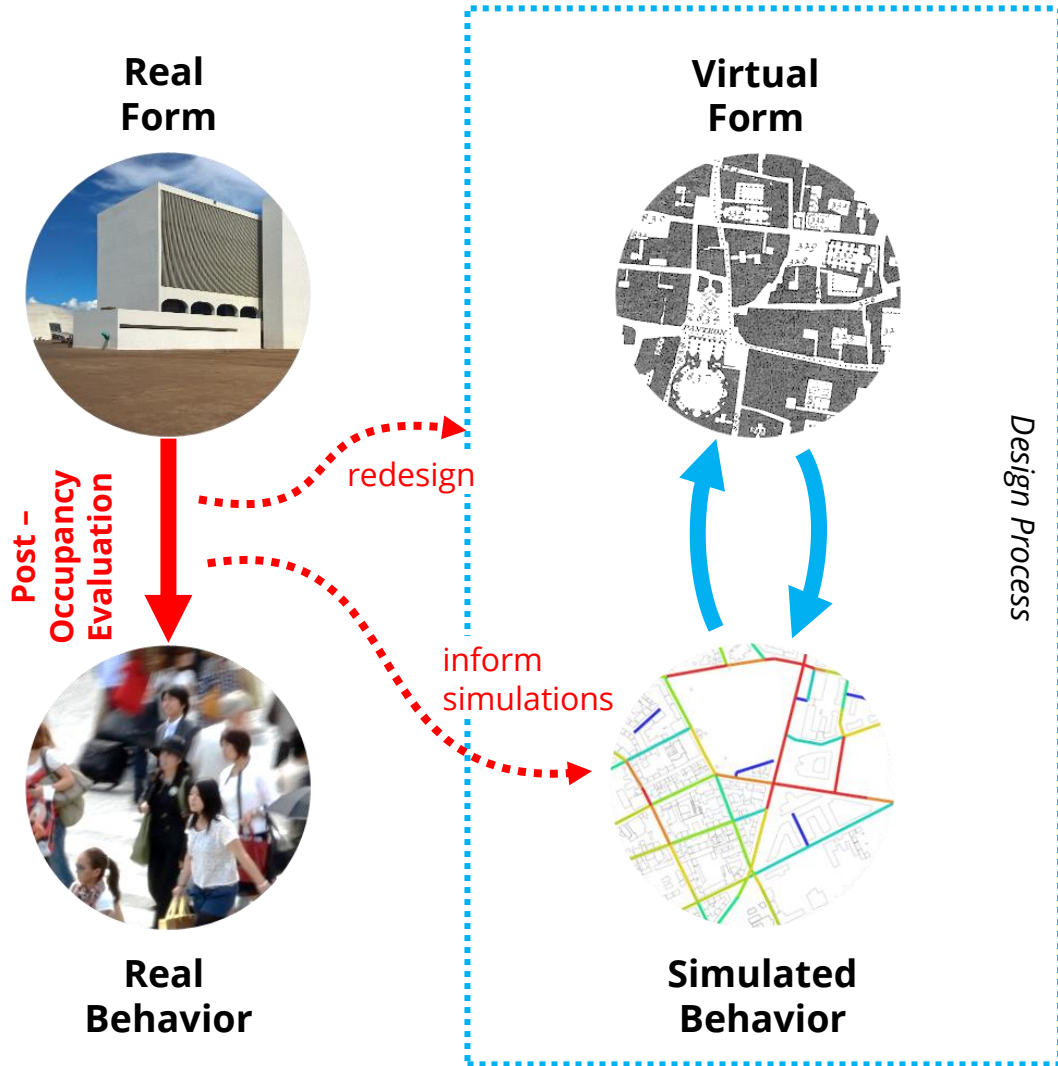 Real
Form
Virtual
Form
PANTHEON
redesign
Post –
Occupancy
Evaluation
Design Process
inform
simulations
Real
Behavior
Simulated
Behavior